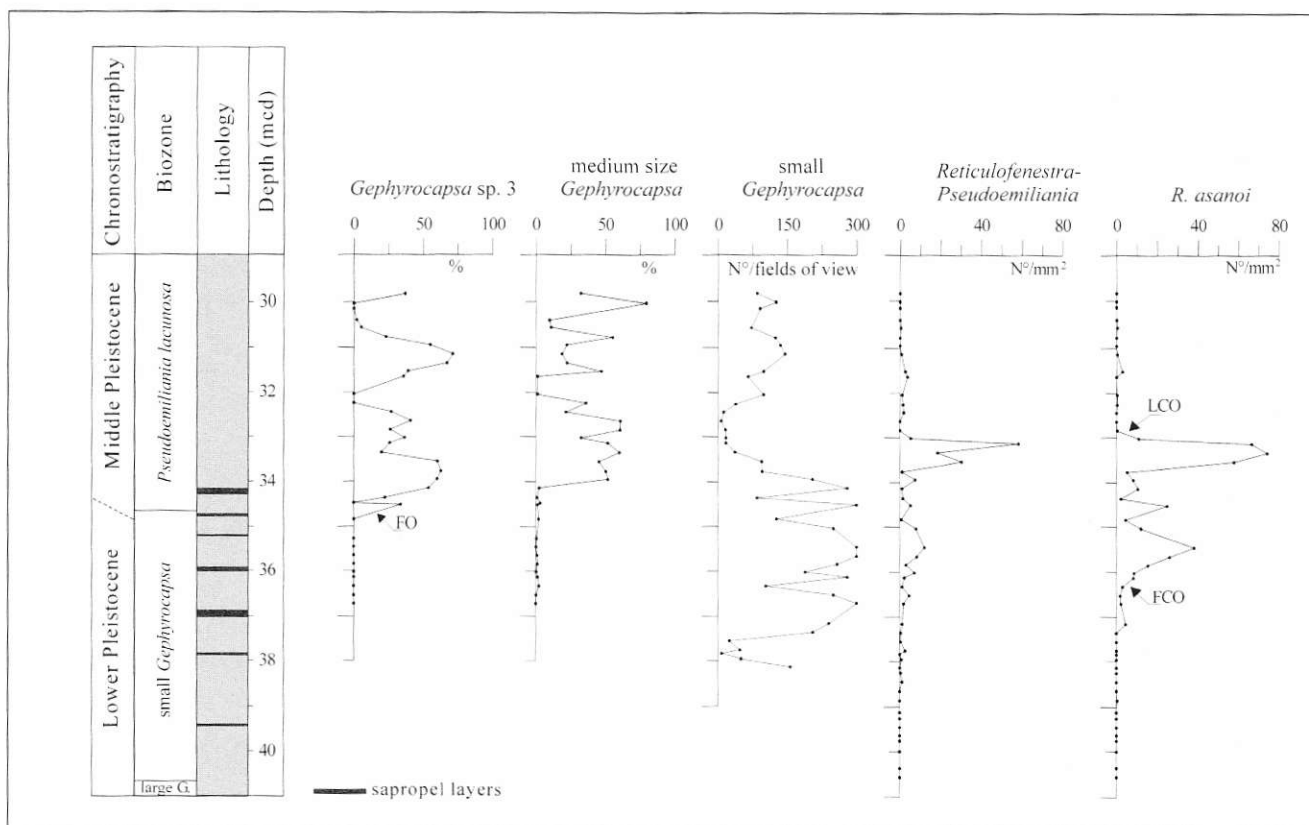 Chronostratigraphy
Biozone
Lithology
Depth (mcd)
Gephyrocapsa sp. 3
medium size
Gephyrocapsa
small
Gephyrocapsa
Reticulofenestra-
Pseudoemiliania
R. asanoi
0 50 100
%
0 50 100
%
0 150 300
N°/fields of view
0 40 80
N°/mm²
0 40 80
N°/mm²
Middle Pleistocene
Lower Pleistocene
Pseudoemiliania lacunosa
small Gephyrocapsa
large G.
30
32
34
36
38
40
FO
LCO
FCO
sapropel layers